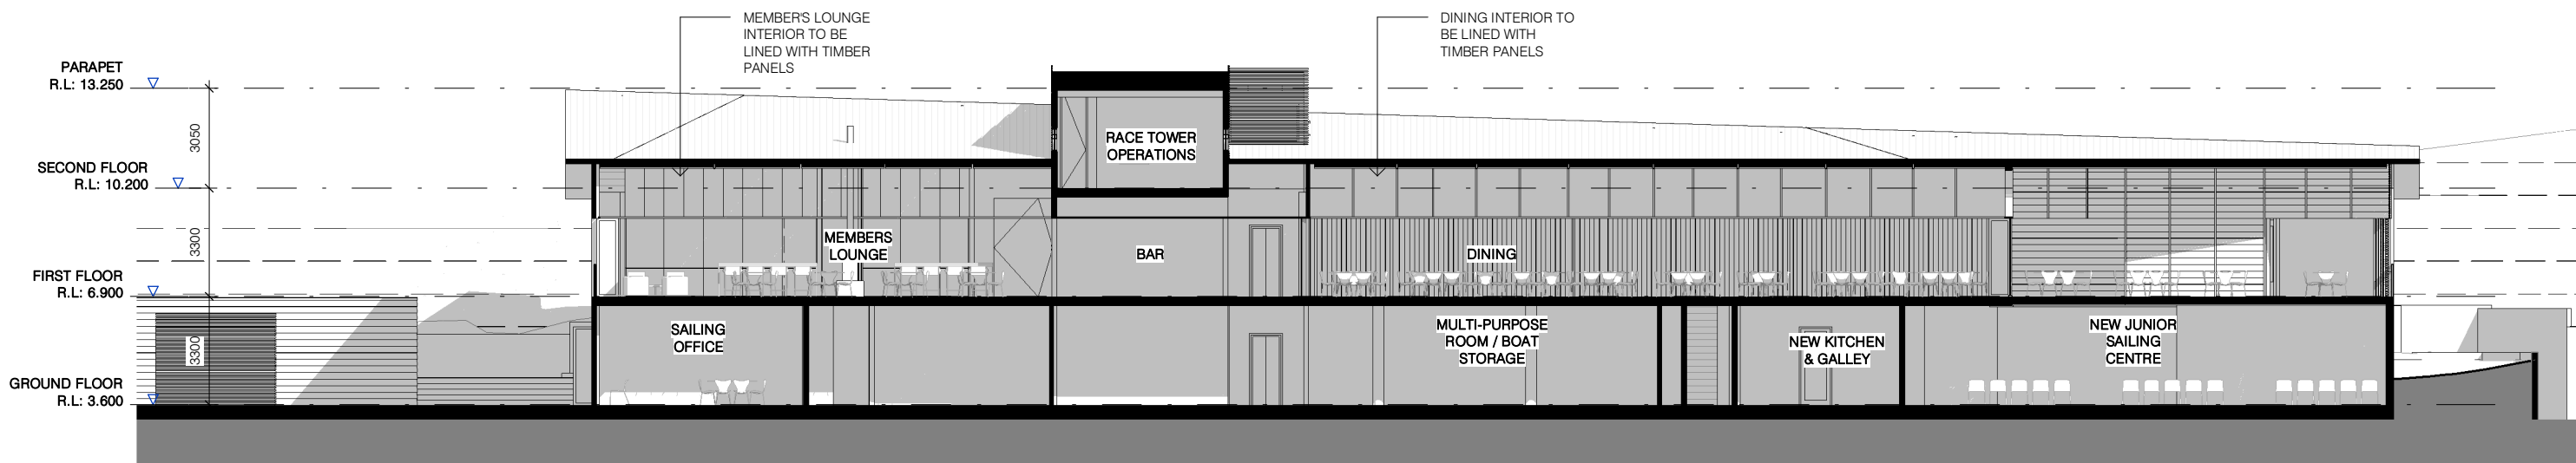 MEMBER'S LOUNGE
INTERIOR TO BE
LINED WITH TIMBER
PANELS
DINING INTERIOR TO
BE LINED WITH
TIMBER PANELS
PARAPET
R.L: 13.250
3050
RACE TOWER
OPERATIONS
SECOND FLOOR
R.L: 10.200
3300
MEMBERS
LOUNGE
BAR
DINING
FIRST FLOOR
R.L: 6.900
3300
SAILING
OFFICE
MULTI-PURPOSE
ROOM / BOAT
STORAGE
NEW KITCHEN
& GALLEY
NEW JUNIOR
SAILING
CENTRE
GROUND FLOOR
R.L: 3.600